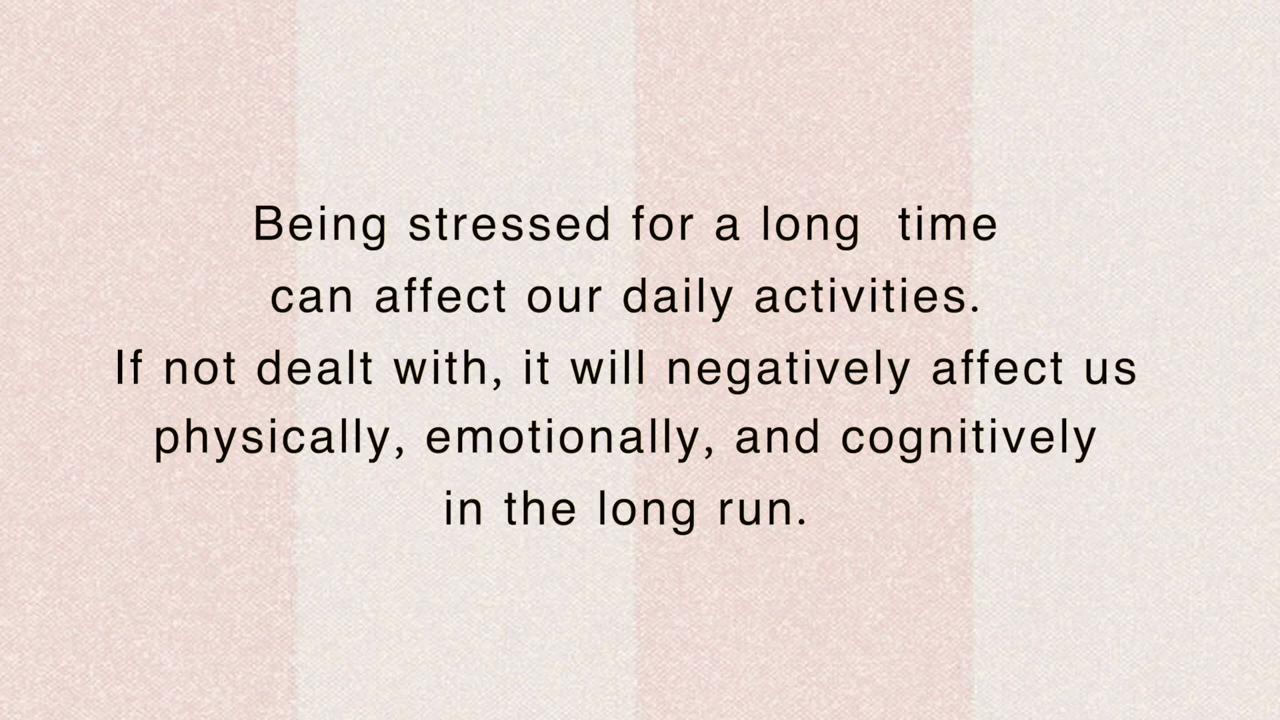 Being stressed for a long  time
can affect our daily activities.
If not dealt with, it will negatively affect us
physically, emotionally, and cognitively
in the long run.